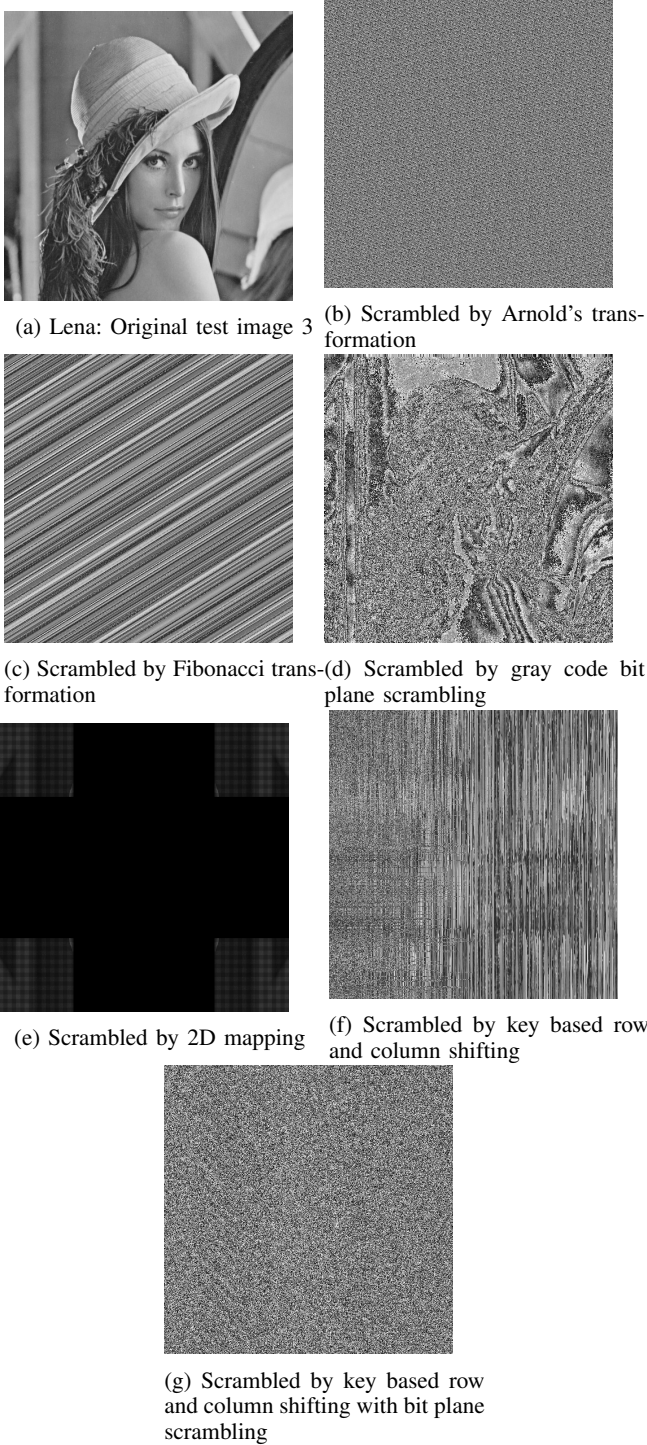 (a) Lena: Original test image 3
(b) Scrambled by Arnold's trans-
formation
(c) Scrambled by Fibonacci trans-
formation
(d) Scrambled by gray code bit
plane scrambling
(e) Scrambled by 2D mapping
(f) Scrambled by key based row
and column shifting
(g) Scrambled by key based row
and column shifting with bit plane
scrambling